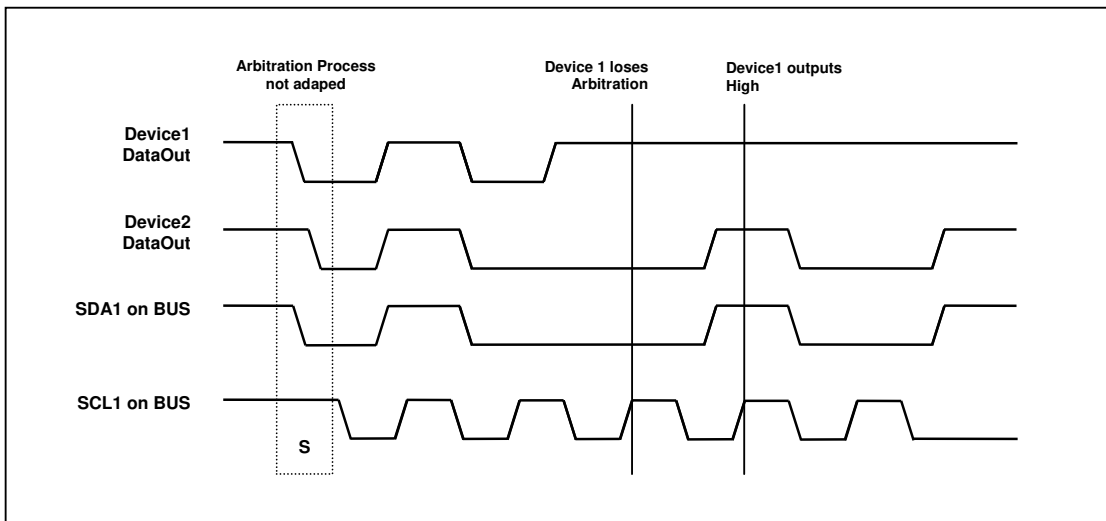 Arbitration Process
not adaped
Device 1 loses
Arbitration
Device1 outputs
High
Device1
DataOut
Device2
DataOut
SDA1 on BUS
SCL1 on BUS
S